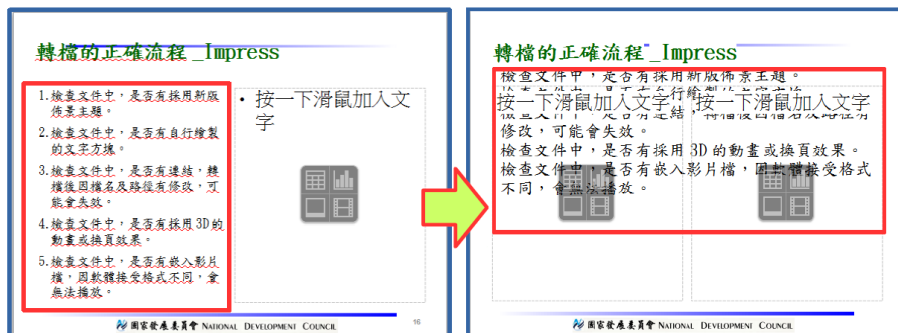 轉檔的正確流程_Impress
1.檢查文件中，是否有採用新版
佈景主題。
2.檢查文件中，是否有自行繪製
的文字方塊。
3.檢查文件中，是否有連結，轉
檔後因檔名及路徑有修改，可
能會失效。
4.檢查文件中，是否有採用3D的
動畫或換頁效果。
5.檢查文件中，是否有嵌入影片
檔，因軟體接受格式不同，會
無法播放。
• 按一下滑鼠加入文
字
國家發展委員會 NATIONAL DEVELOPMENT COUNCIL
16
轉檔的正確流程_Impress
檢查文件中，是否有採用新版佈景主題。
按一下滑鼠加入文字
按一下滑鼠加入文字
修改，可能會失效。
檢查文件中，是否有採用3D的動畫或換頁效果。
檢查文件中，是否有嵌入影片檔，因軟體接受格式
不同，會無法播放。
國家發展委員會 NATIONAL DEVELOPMENT COUNCIL